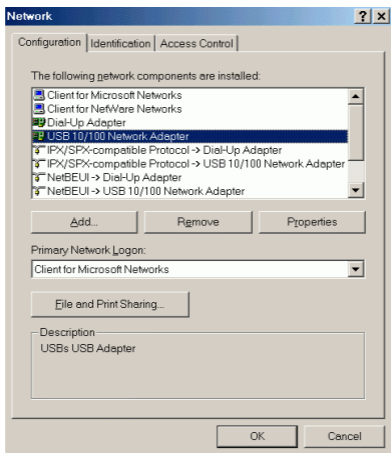 Network
Configuration Identification Access Control
The following network components are installed:
Client for Microsoft Networks
Client for NetWare Networks
Dial-Up Adapter
USB 10/100 Network Adapter
IPX/SPX-compatible Protocol -> Dial-Up Adapter
IPX/SPX-compatible Protocol -> USB 10/100 Network Adapter
NetBEUI -> Dial-Up Adapter
NetBEUI -> USB 10/100 Network Adapter
Add... Remove Properties
Primary Network Logon:
Client for Microsoft Networks
File and Print Sharing...
Description
USBs USB Adapter
OK Cancel